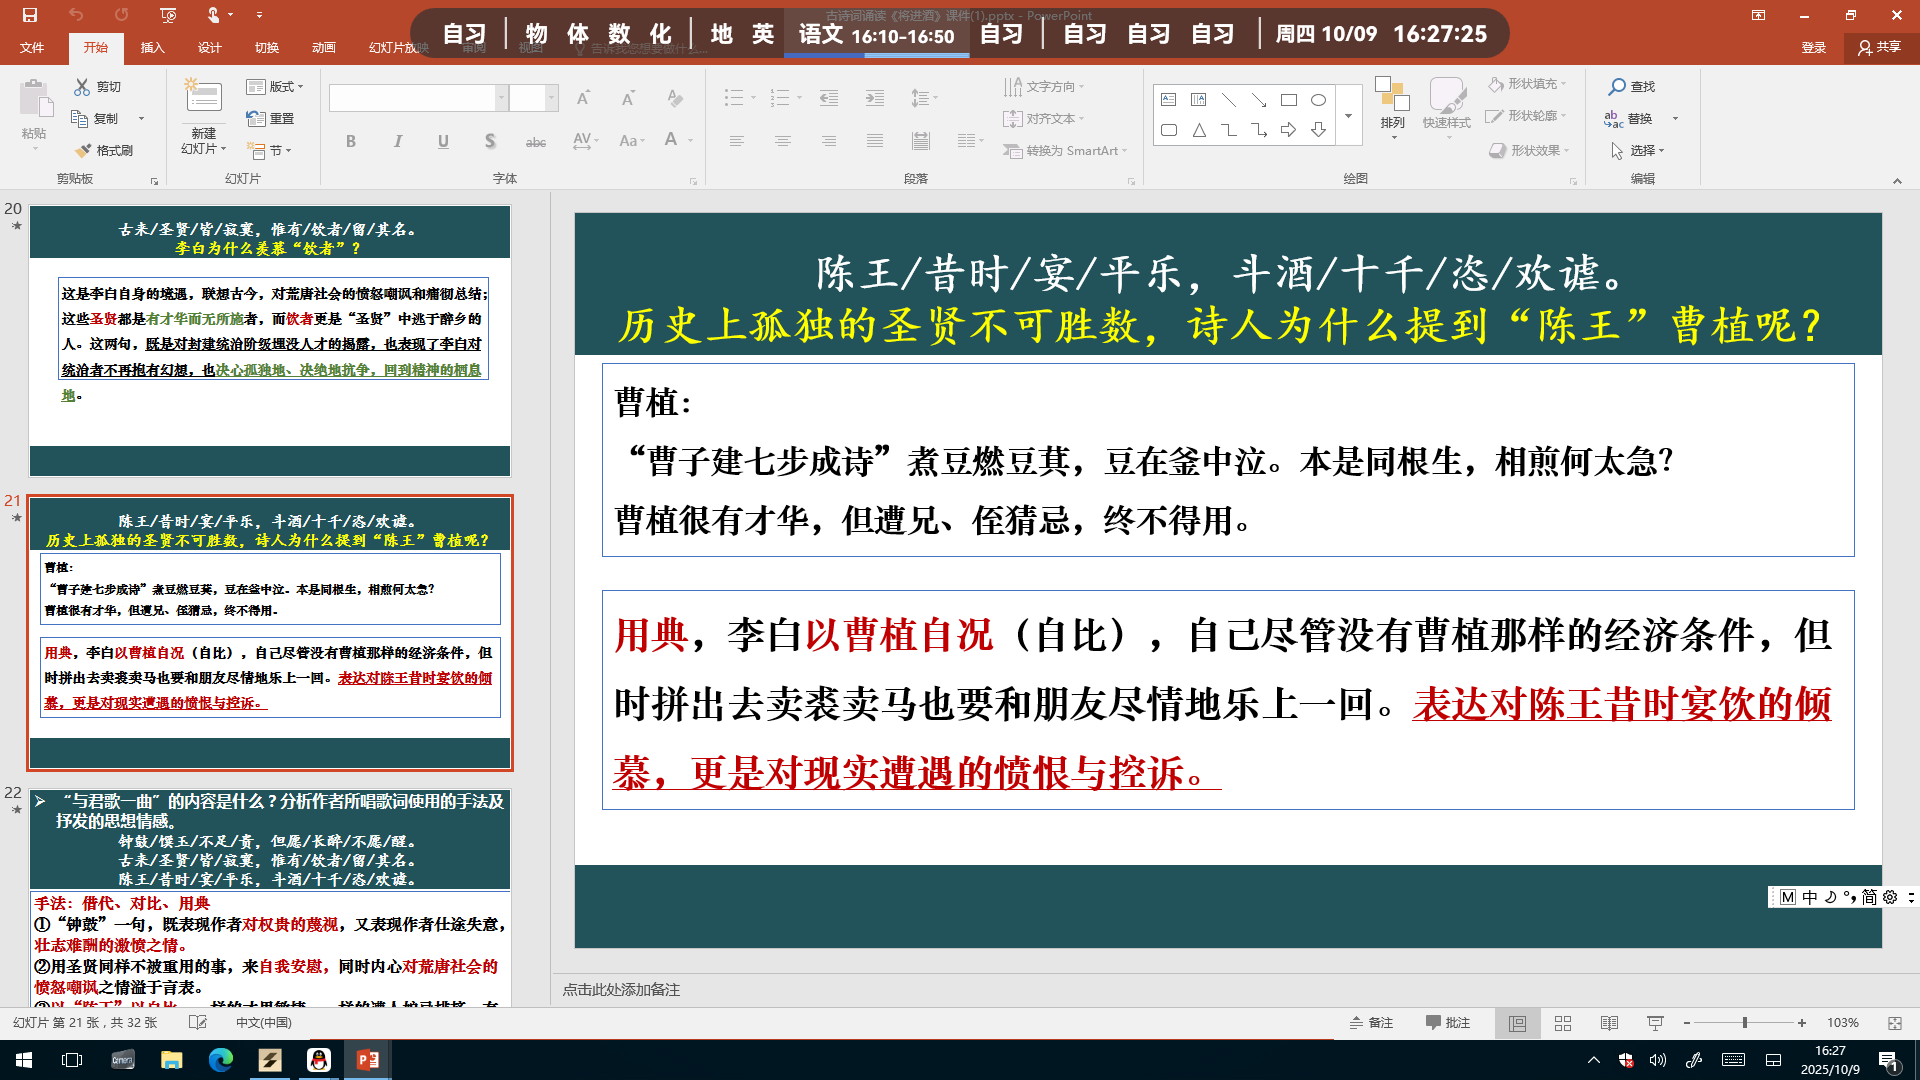 古诗词诵读《将进酒》课件(1).pptx - PowerPoint
自习 物 体 数 化 地 英 语文 16:10-16:50 自习 自习 自习 自习 周四 10/09 16:27:25
文件 开始 插入 设计 切换 动画 幻灯片放映 审阅 视图 告诉我您想要做什么... 登录 共享
粘贴 剪切 复制 格式刷 剪贴板
新建 幻灯片 版式 重置 节 幻灯片
B I U S abc AV Aa A 字体
文字方向 对齐文本 转换为 SmartArt 段落
排列 快速样式 形状填充 形状轮廓 形状效果 绘图
查找 替换 选择 编辑
20
古来/圣贤/皆/寂寞，惟有/饮者/留/其名。
李白为什么羡慕“饮者”？
这是李白自身的境遇，联想古今，对荒唐社会的愤怒嘲讽和痛彻总结；
这些圣贤都是有才华而无所施者，而饮者更是“圣贤”中逃于醉乡的
人。这两句，既是对封建统治阶级埋没人才的揭露，也表现了李白对
统治者不再抱有幻想，也决心孤独地、决绝地抗争，回到精神的栖息
地。
21
陈王/昔时/宴/平乐，斗酒/十千/恣/欢谑。
历史上孤独的圣贤不可胜数，诗人为什么提到“陈王”曹植呢？
曹植：
“曹子建七步成诗”煮豆燃豆萁，豆在釜中泣。本是同根生，相煎何太急？
曹植很有才华，但遭兄、侄猜忌，终不得用。
用典，李白以曹植自况（自比），自己尽管没有曹植那样的经济条件，但
时拼出去卖裘卖马也要和朋友尽情地乐上一回。表达对陈王昔时宴饮的倾
慕，更是对现实遭遇的愤恨与控诉。
22
“与君歌一曲”的内容是什么？分析作者所唱歌词使用的手法及
抒发的思想情感。
钟鼓/馔玉/不足/贵，但愿/长醉/不愿/醒。
古来/圣贤/皆/寂寞，惟有/饮者/留/其名。
陈王/昔时/宴/平乐，斗酒/十千/恣/欢谑。
手法：借代、对比、用典
①“钟鼓”一句，既表现作者对权贵的蔑视，又表现作者仕途失意，
壮志难酬的激愤之情。
②用圣贤同样不被重用的事，来自我安慰，同时内心对荒唐社会的
愤怒嘲讽之情溢于言表。
陈王/昔时/宴/平乐，斗酒/十千/恣/欢谑。
历史上孤独的圣贤不可胜数，诗人为什么提到“陈王”曹植呢？
曹植：
“曹子建七步成诗”煮豆燃豆萁，豆在釜中泣。本是同根生，相煎何太急？
曹植很有才华，但遭兄、侄猜忌，终不得用。
用典，李白以曹植自况（自比），自己尽管没有曹植那样的经济条件，但
时拼出去卖裘卖马也要和朋友尽情地乐上一回。表达对陈王昔时宴饮的倾
慕，更是对现实遭遇的愤恨与控诉。
M 中 简
点击此处添加备注
幻灯片 第 21 张，共 32 张 中文(中国) 备注 批注 103%
16:27
2025/10/9
1